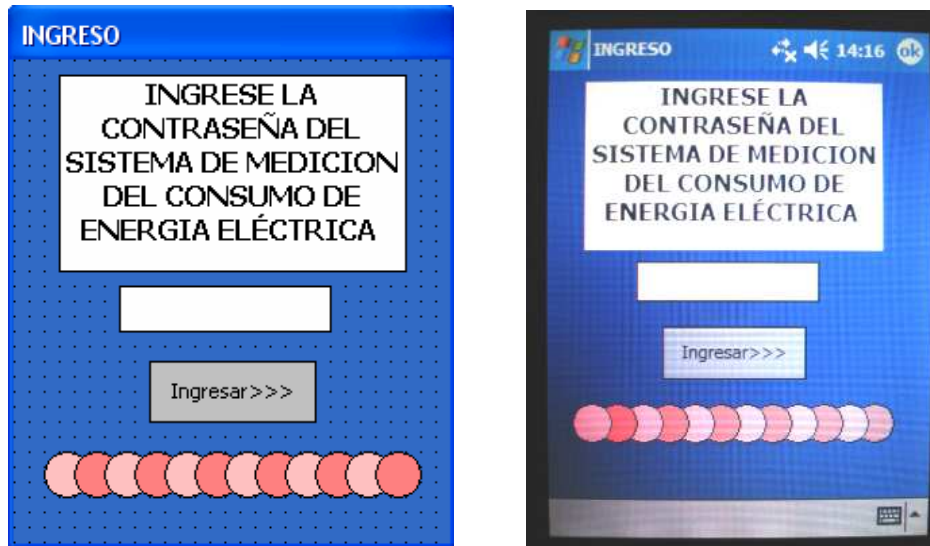 INGRESO
INGRESE LA
CONTRASEÑA DEL
SISTEMA DE MEDICION
DEL CONSUMO DE
ENERGIA ELÉCTRICA
Ingresar>>>
INGRESO 14:16 ok
INGRESE LA
CONTRASEÑA DEL
SISTEMA DE MEDICION
DEL CONSUMO DE
ENERGIA ELÉCTRICA
Ingresar>>>